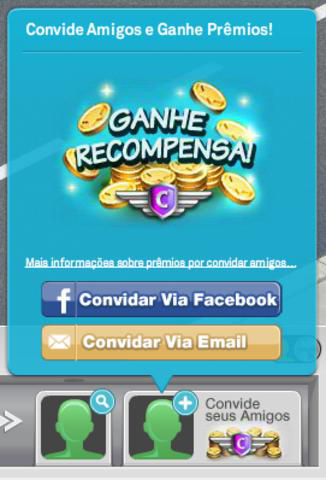 Convide Amigos e Ganhe Prêmios!
GANHE
RECOMPENSA!
C
Mais informações sobre prêmios por convidar amigos...
f Convidar Via Facebook
Convidar Via Email
Convide
seus Amigos
C